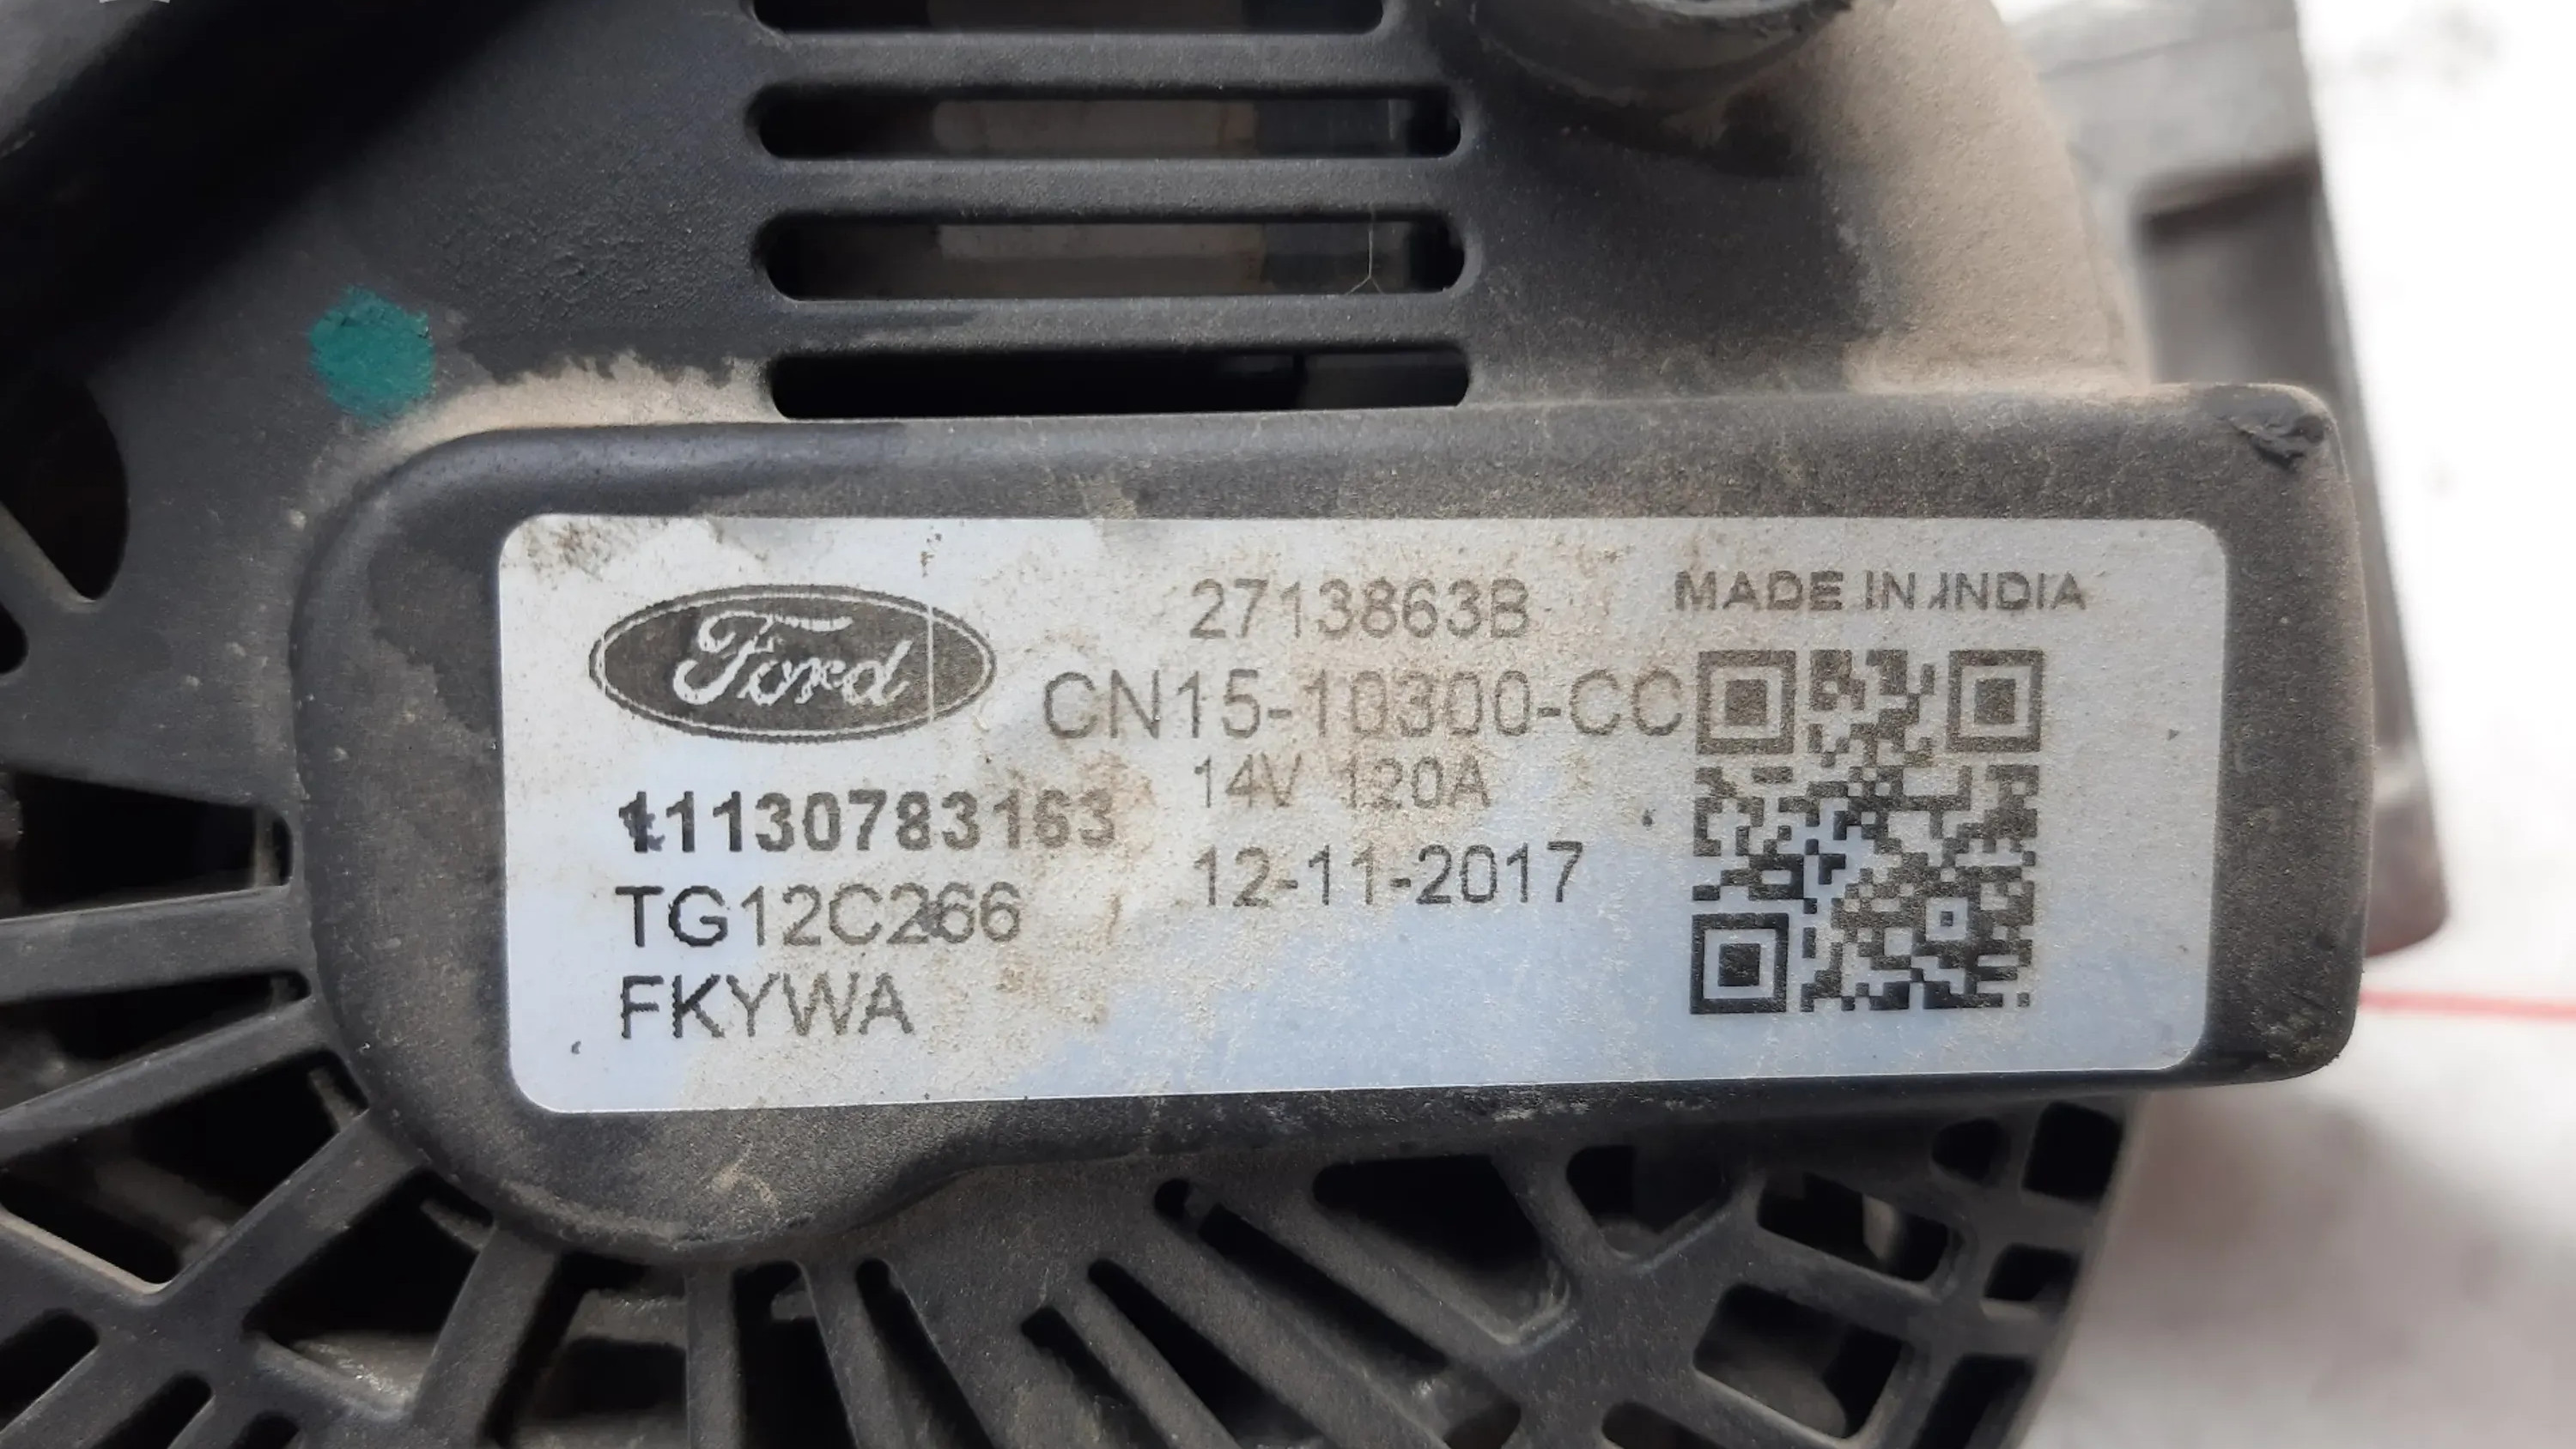 Ford
2713863B
MADE IN INDIA
CN15-10300-CC
14V 120A
11130783163
12-11-2017
TG12C266
FKYWA